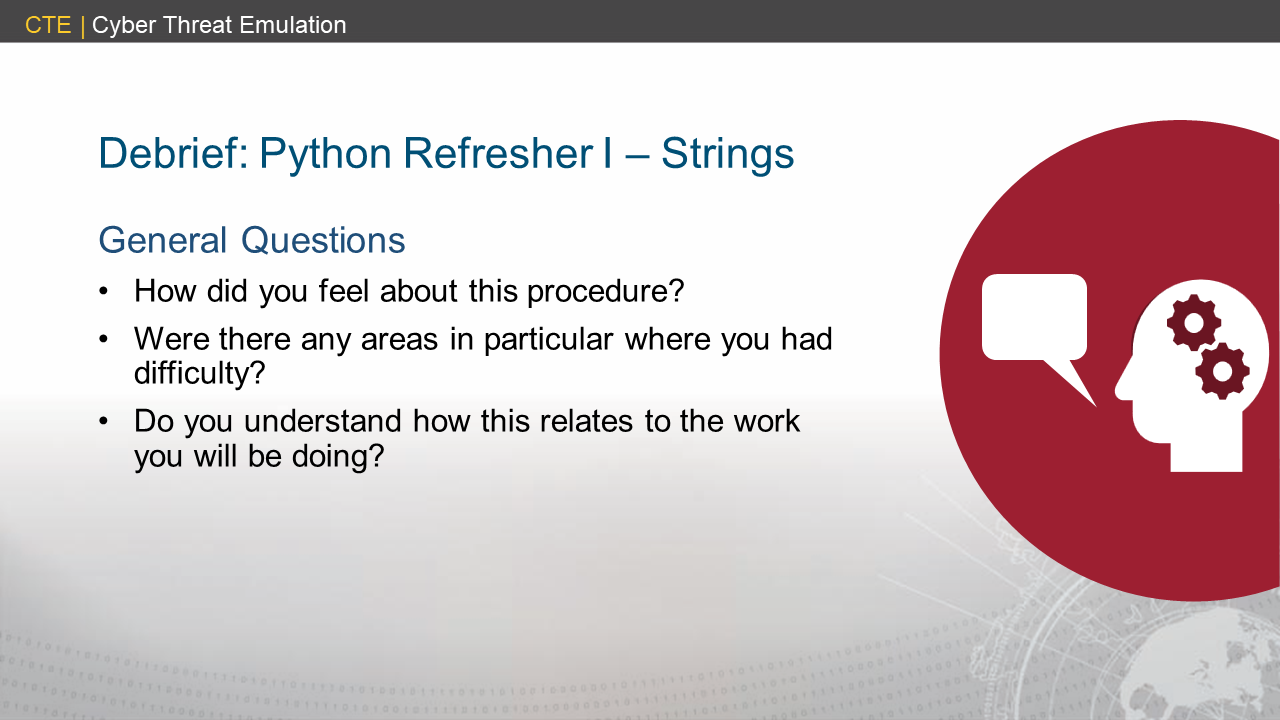 CTE | Cyber Threat Emulation
Debrief: Python Refresher I – Strings
General Questions
• How did you feel about this procedure?
• Were there any areas in particular where you had
difficulty?
• Do you understand how this relates to the work
you will be doing?